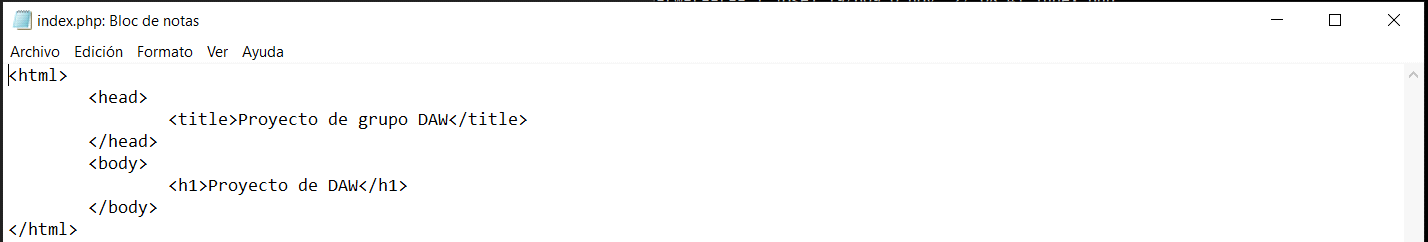 index.php: Bloc de notas
Archivo Edición Formato Ver Ayuda
<html>
<head>
<title>Proyecto de grupo DAW</title>
</head>
<body>
<h1>Proyecto de DAW</h1>
</body>
</html>